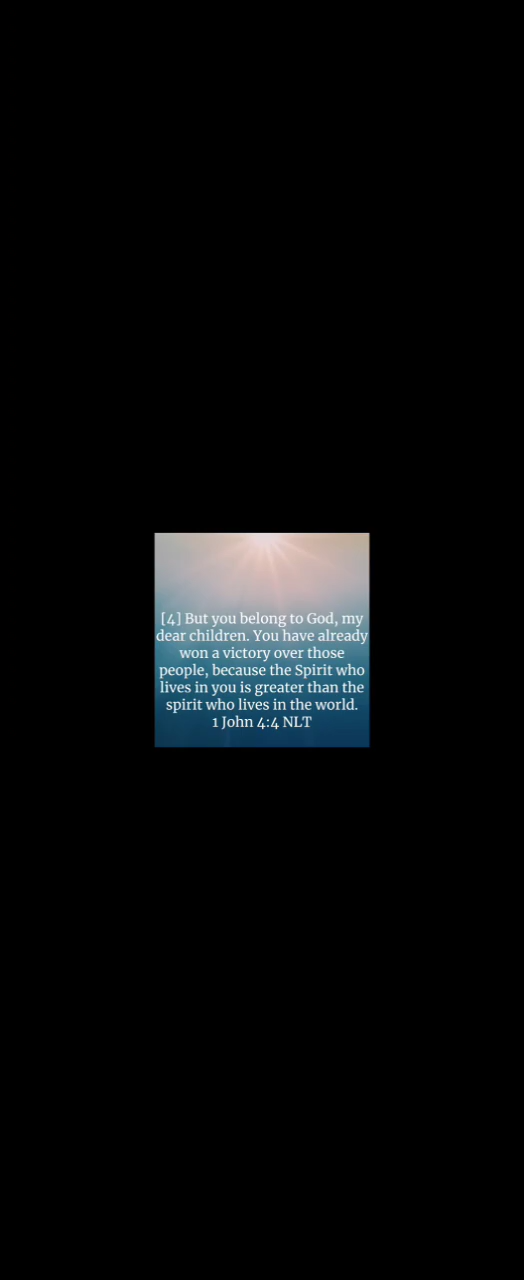 [4] But you belong to God, my
dear children. You have already
won a victory over those
people, because the Spirit who
lives in you is greater than the
spirit who lives in the world.
1 John 4:4 NLT